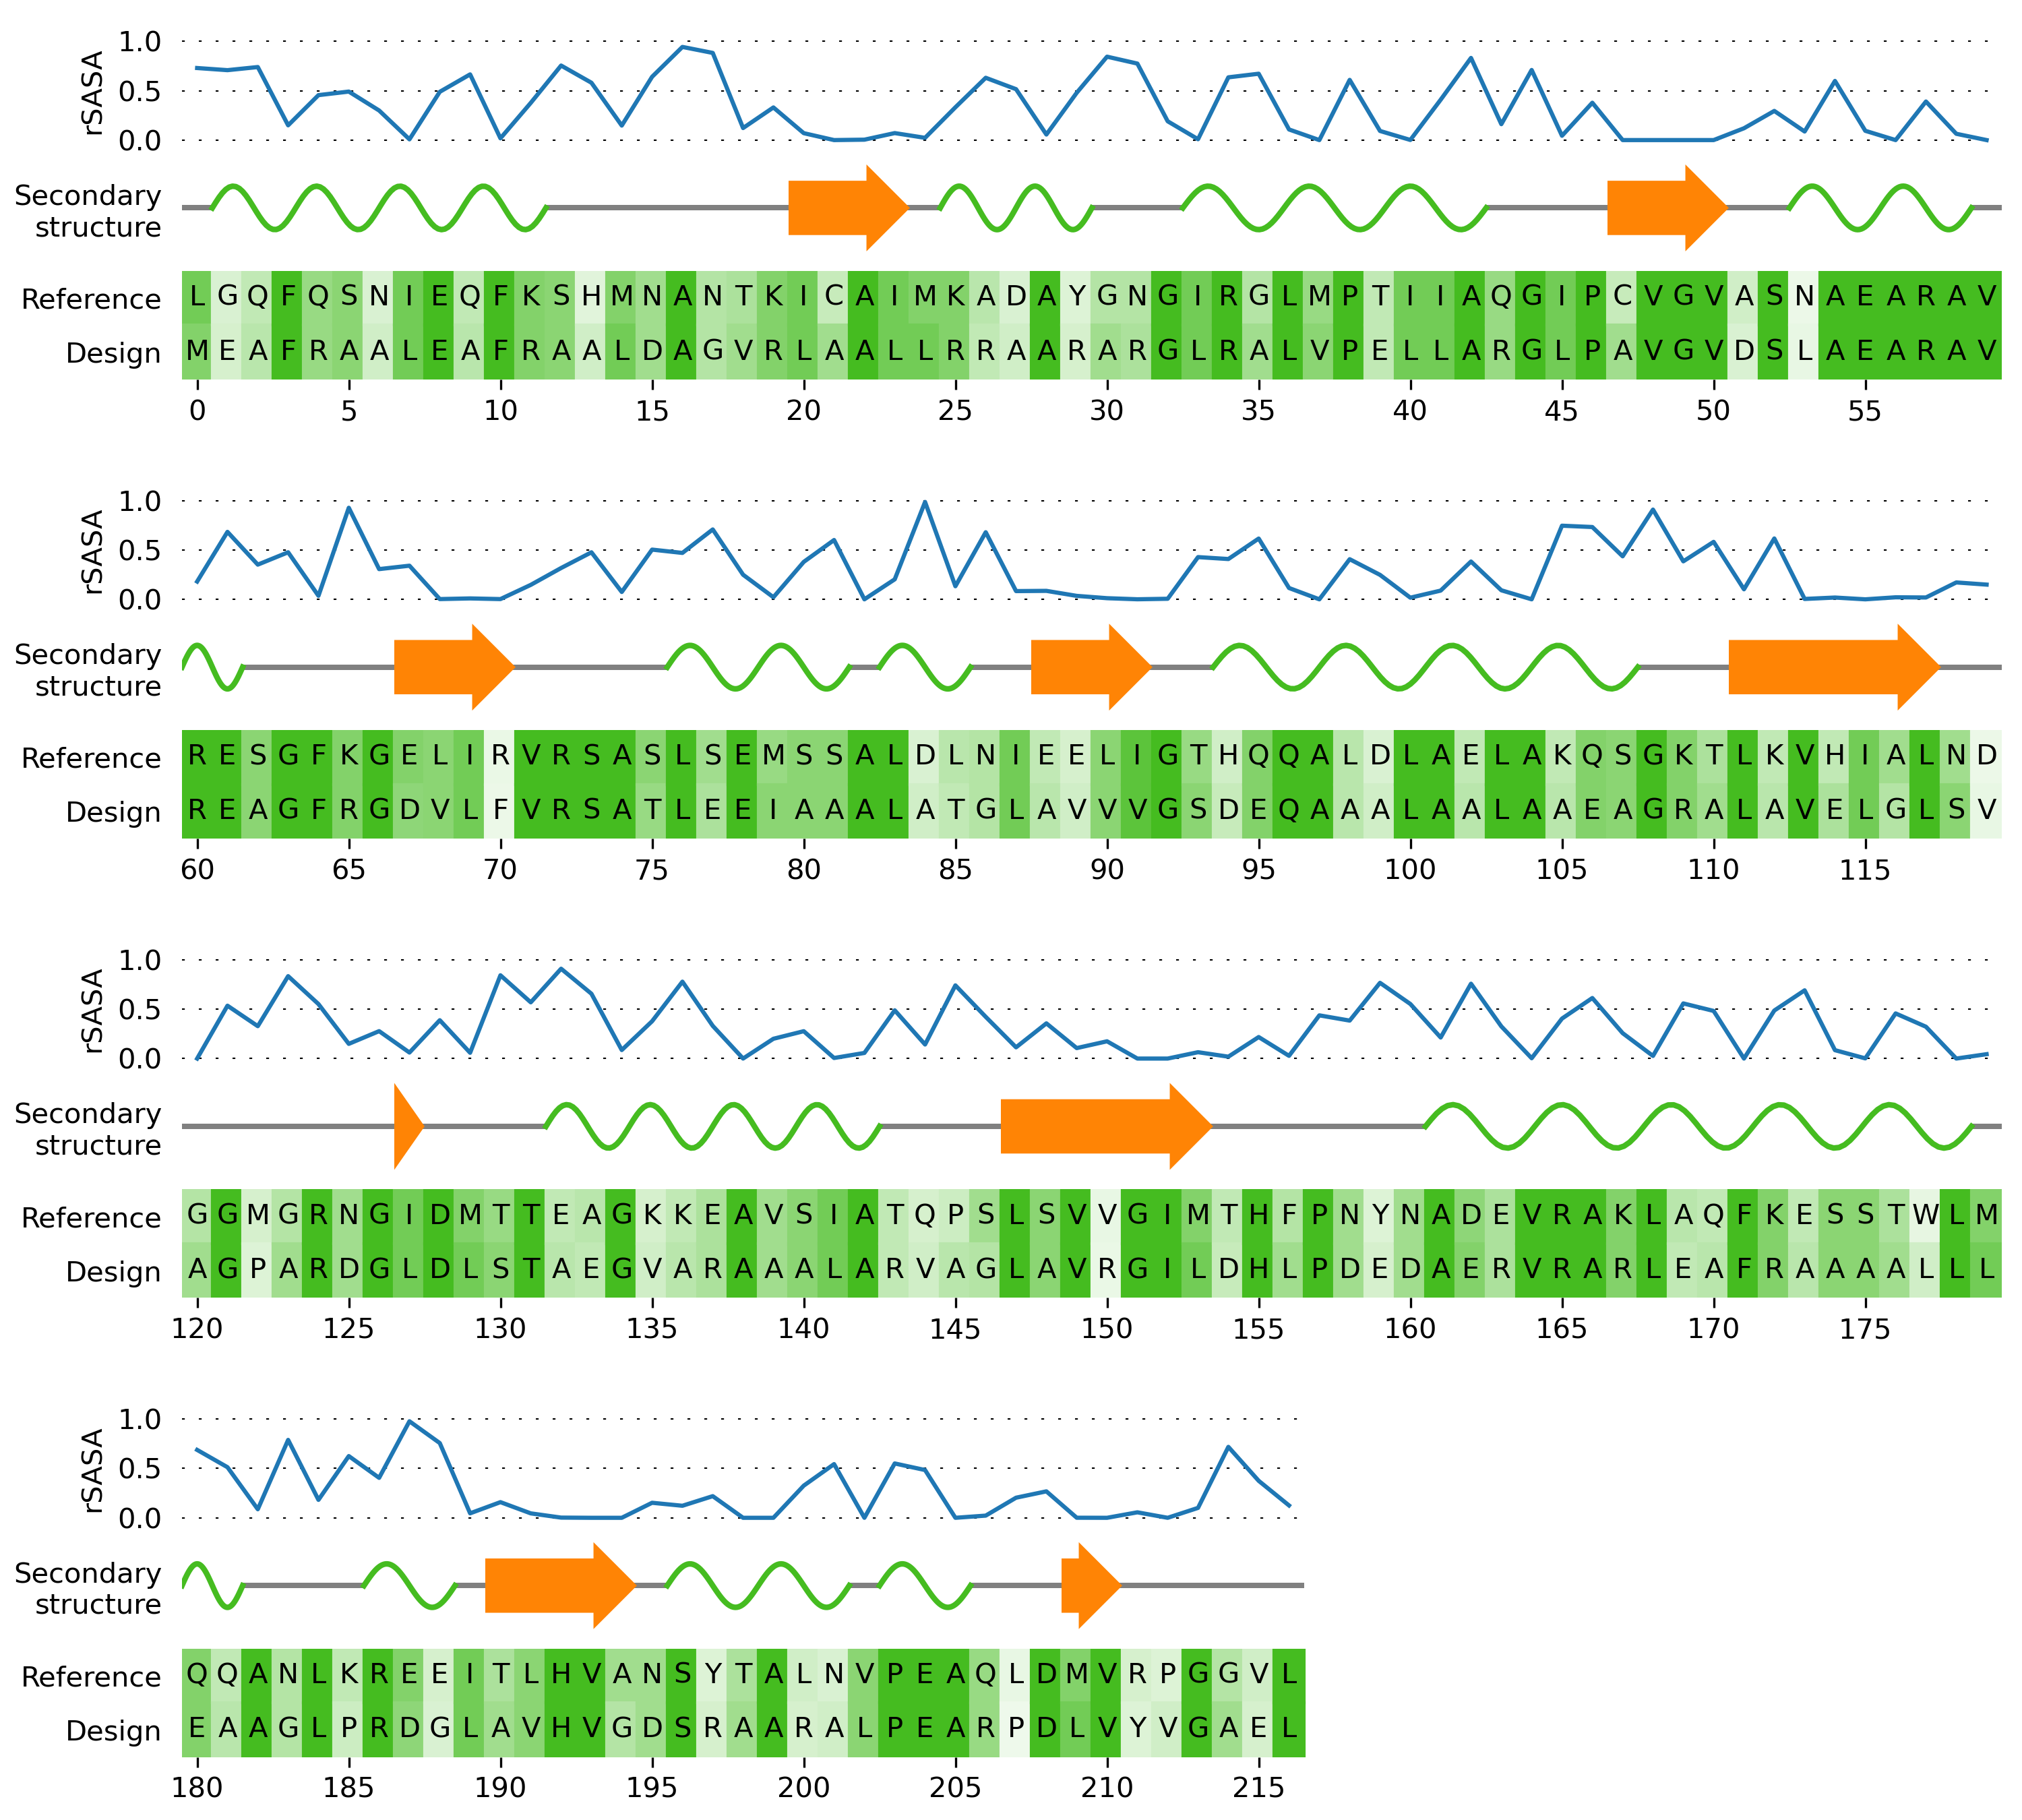 1.0
0.5
0.0
rSASA
Secondary
structure
Reference L G Q F Q S N I E Q F K S H M N A N T K I C A I M K A D A Y G N G I R G L M P T I I A Q G I P C V G V A S N A E A R A V
Design M E A F R A A L E A F R A A L D A G V R L A A L L R R A A R A R G L R A L V P E L L A R G L P A V G V D S L A E A R A V
0 5 10 15 20 25 30 35 40 45 50 55
1.0
0.5
0.0
rSASA
Secondary
structure
Reference R E S G F K G E L I R V R S A S L S E M S S A L D L N I E E L I G T H Q Q A L D L A E L A K Q S G K T L K V H I A L N D
Design R E A G F R G D V L F V R S A T L E E I A A A L A T G L A V V V G S D E Q A A A L A A L A A E A G R A L A V E L G L S V
60 65 70 75 80 85 90 95 100 105 110 115
1.0
0.5
0.0
rSASA
Secondary
structure
Reference G G M G R N G I D M T T E A G K K E A V S I A T Q P S L S V V G I M T H F P N Y N A D E V R A K L A Q F K E S S T W L M
Design A G P A R D G L D L S T A E G V A R A A A L A R V A G L A V R G I L D H L P D E D A E R V R A R L E A F R A A A A L L L
120 125 130 135 140 145 150 155 160 165 170 175
1.0
0.5
0.0
rSASA
Secondary
structure
Reference Q Q A N L K R E E I T L H V A N S Y T A L N V P E A Q L D M V R P G G V L
Design E A A G L P R D G L A V H V G D S R A A R A L P E A R P D L V Y V G A E L
180 185 190 195 200 205 210 215